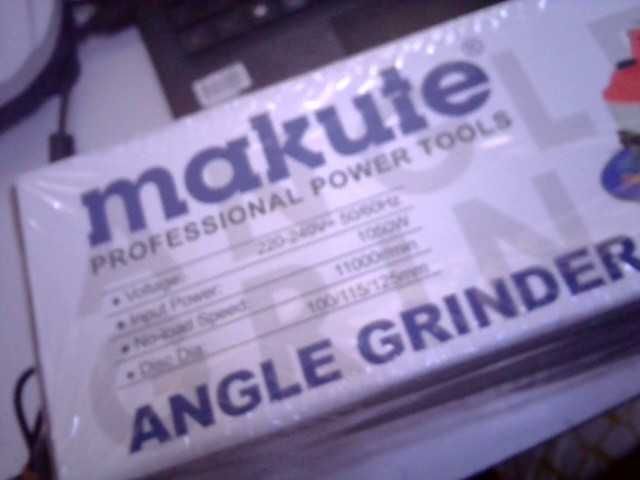 makute®
PROFESSIONAL POWER TOOLS
• Voltage: 220-240V~ 50/60Hz
• Input Power: 1050W
• No-load Speed: 11000r/min
• Disc Dia 100/115/125mm
ANGLE GRINDER